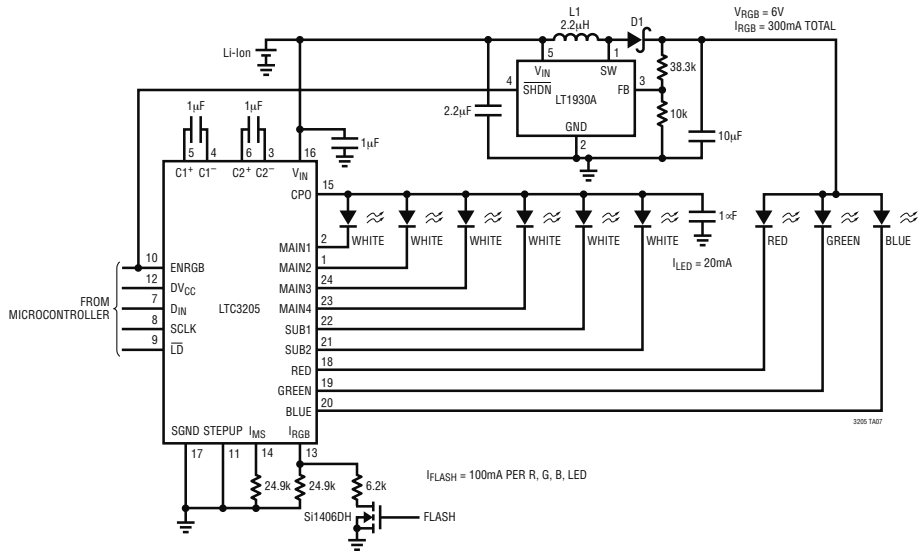 L1
2.2µH
D1
V_RGB = 6V
I_RGB = 300mA TOTAL
Li-Ion
5
1
V_IN
SW
4
SHDN
LT1930A
FB
3
38.3k
10k
GND
2
2.2µF
10µF
1µF
1µF
5
4
6
3
C1+ C1−
C2+ C2−
1µF
16
V_IN
CPO
15
1∝F
WHITE
WHITE
WHITE
WHITE
WHITE
WHITE
RED
GREEN
BLUE
I_LED = 20mA
FROM
MICROCONTROLLER
10
ENRGB
12
DV_CC
7
D_IN
8
SCLK
9
LD
LTC3205
MAIN1
2
MAIN2
1
MAIN3
24
MAIN4
23
SUB1
22
SUB2
21
RED
18
GREEN
19
BLUE
20
3205 TA07
SGND STEPUP I_MS I_RGB
17
11
14
13
24.9k
24.9k
6.2k
I_FLASH = 100mA PER R, G, B, LED
Si1406DH
FLASH